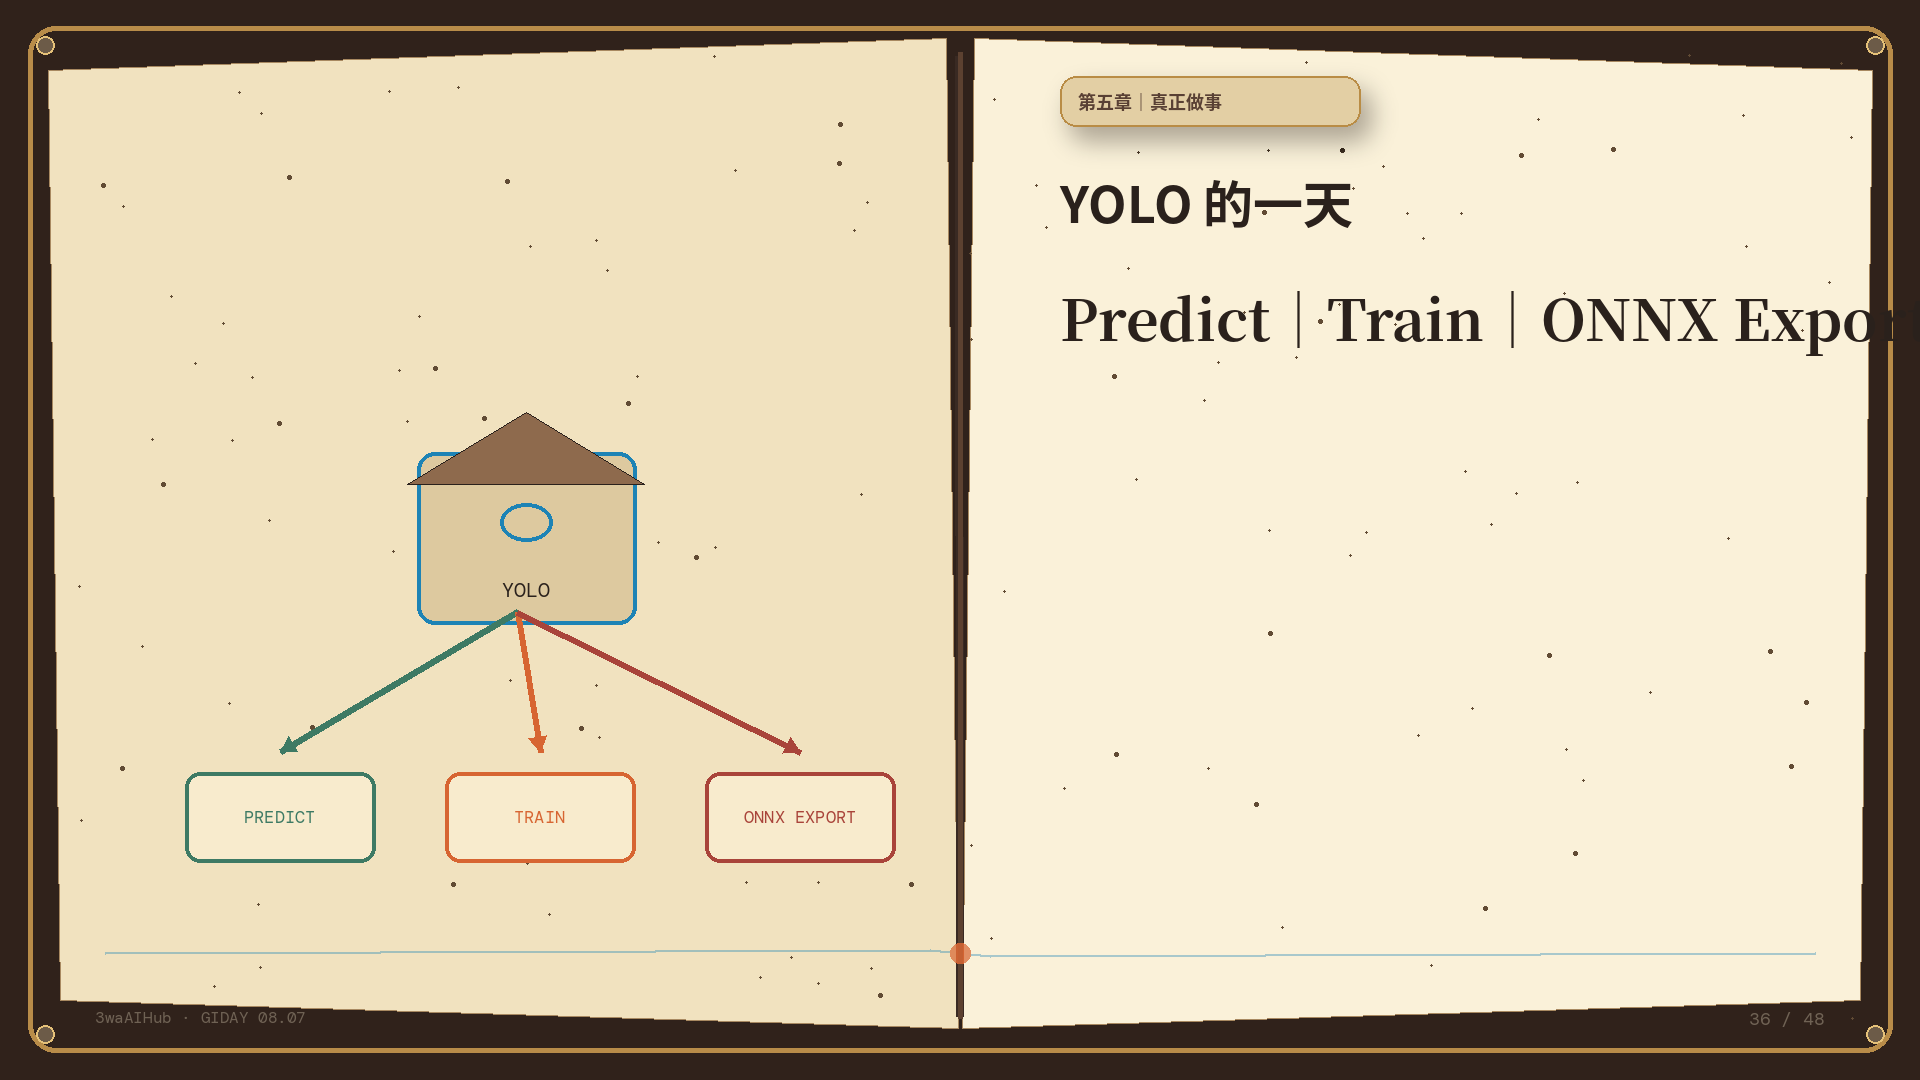 YOLO
PREDICT
TRAIN
ONNX EXPORT
第五章｜真正做事
YOLO 的一天
Predict｜Train｜ONNX Expor
3waAIHub · GIDAY 08.07
36 / 48 ·